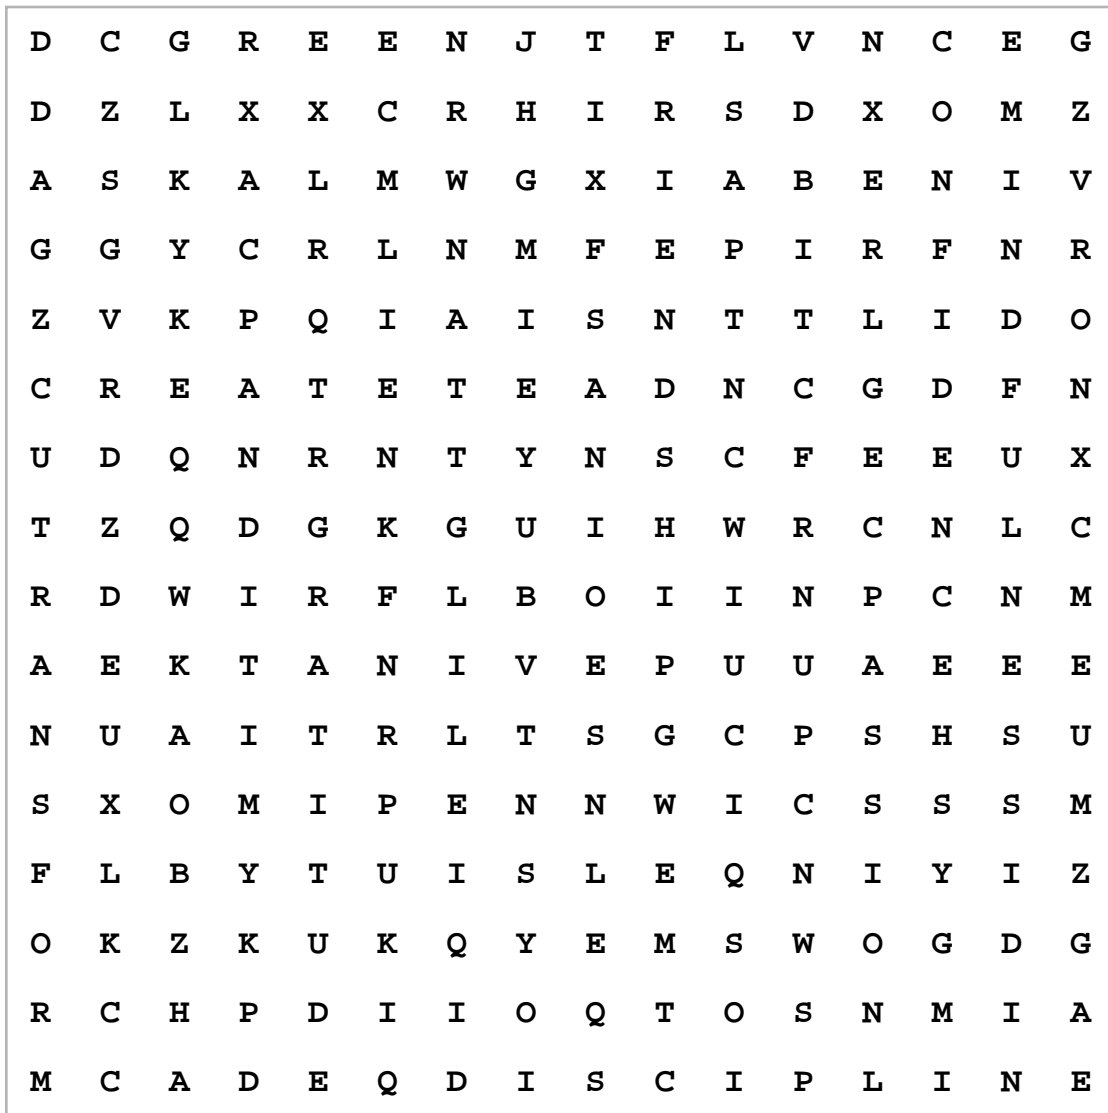 D C G R E E N J T F L V N C E G
D Z L X X C R H I R S D X O M Z
A S K A L M W G X I A B E N I V
G G Y C R L N M F E P I R F N R
Z V K P Q I A I S N T T L I D O
C R E A T E T E A D N C G D F N
U D Q N R N T Y N S C F E E U X
T Z Q D G K G U I H W R C N L C
R D W I R F L B O I I N P C N M
A E K T A N I V E P U U A E E E
N U A I T R L T S G C P S H S U
S X O M I P E N N W I C S S S M
F L B Y T U I S L E Q N I Y I Z
O K Z K U K Q Y E M S W O G D G
R C H P D I I O Q T O S N M I A
M C A D E Q D I S C I P L I N E